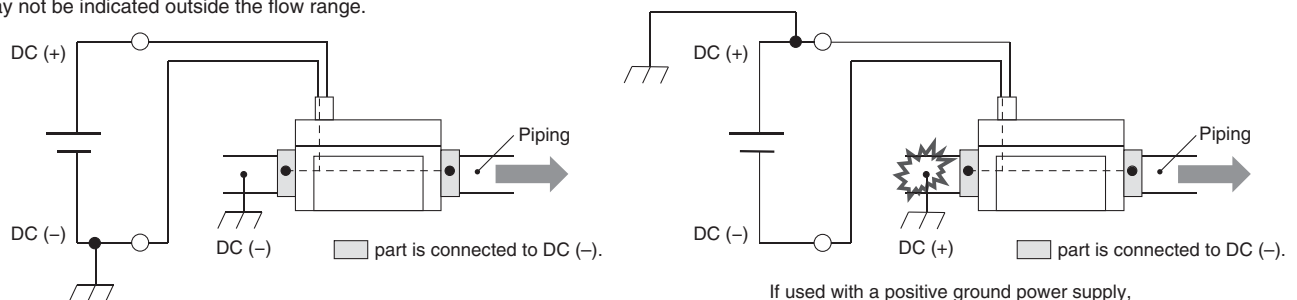 may not be indicated outside the flow range.
DC (+)
Piping
DC (–)
DC (–)
part is connected to DC (–).
DC (+)
Piping
DC (–)
DC (+)
part is connected to DC (–).
If used with a positive ground power supply,